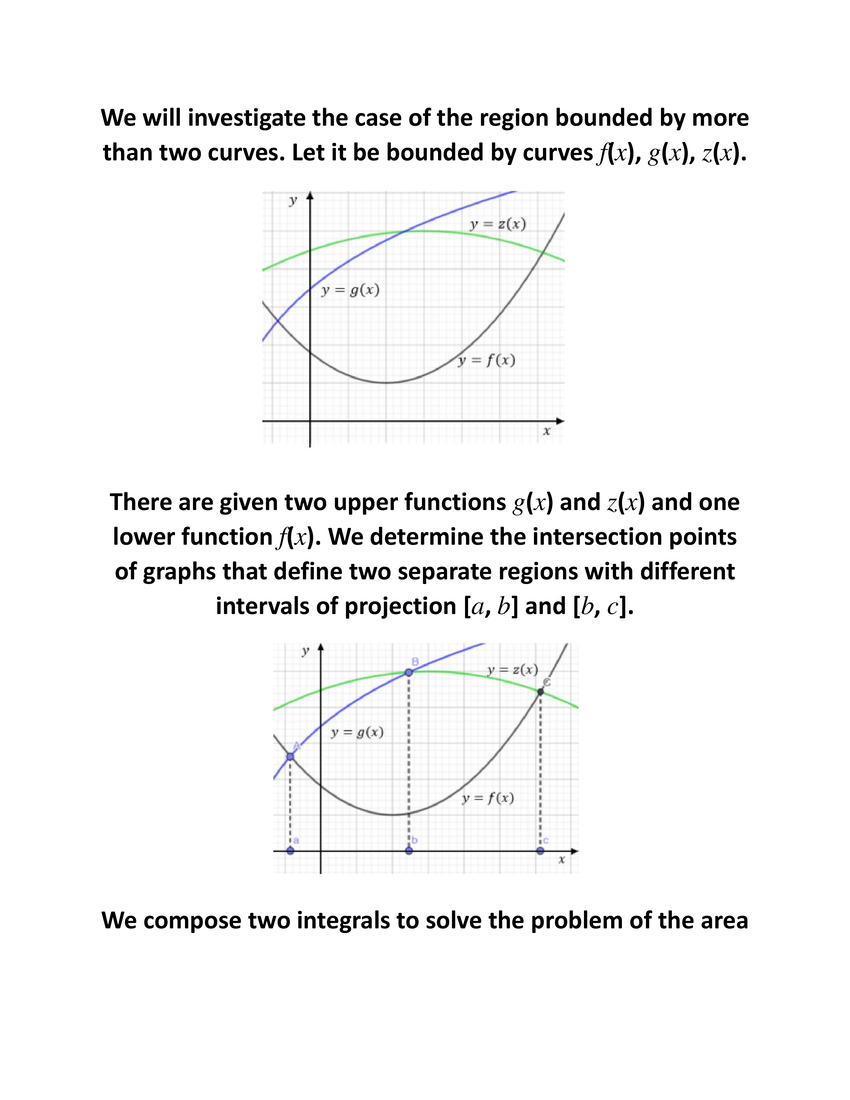 We will investigate the case of the region bounded by more
than two curves. Let it be bounded by curves f(x), g(x), z(x).
y
y = z(x)
y = g(x)
y = f(x)
x
There are given two upper functions g(x) and z(x) and one
lower function f(x). We determine the intersection points
of graphs that define two separate regions with different
intervals of projection [a, b] and [b, c].
y
B
y = z(x)
C
y = g(x)
A
y = f(x)
a
b
c
x
We compose two integrals to solve the problem of the area